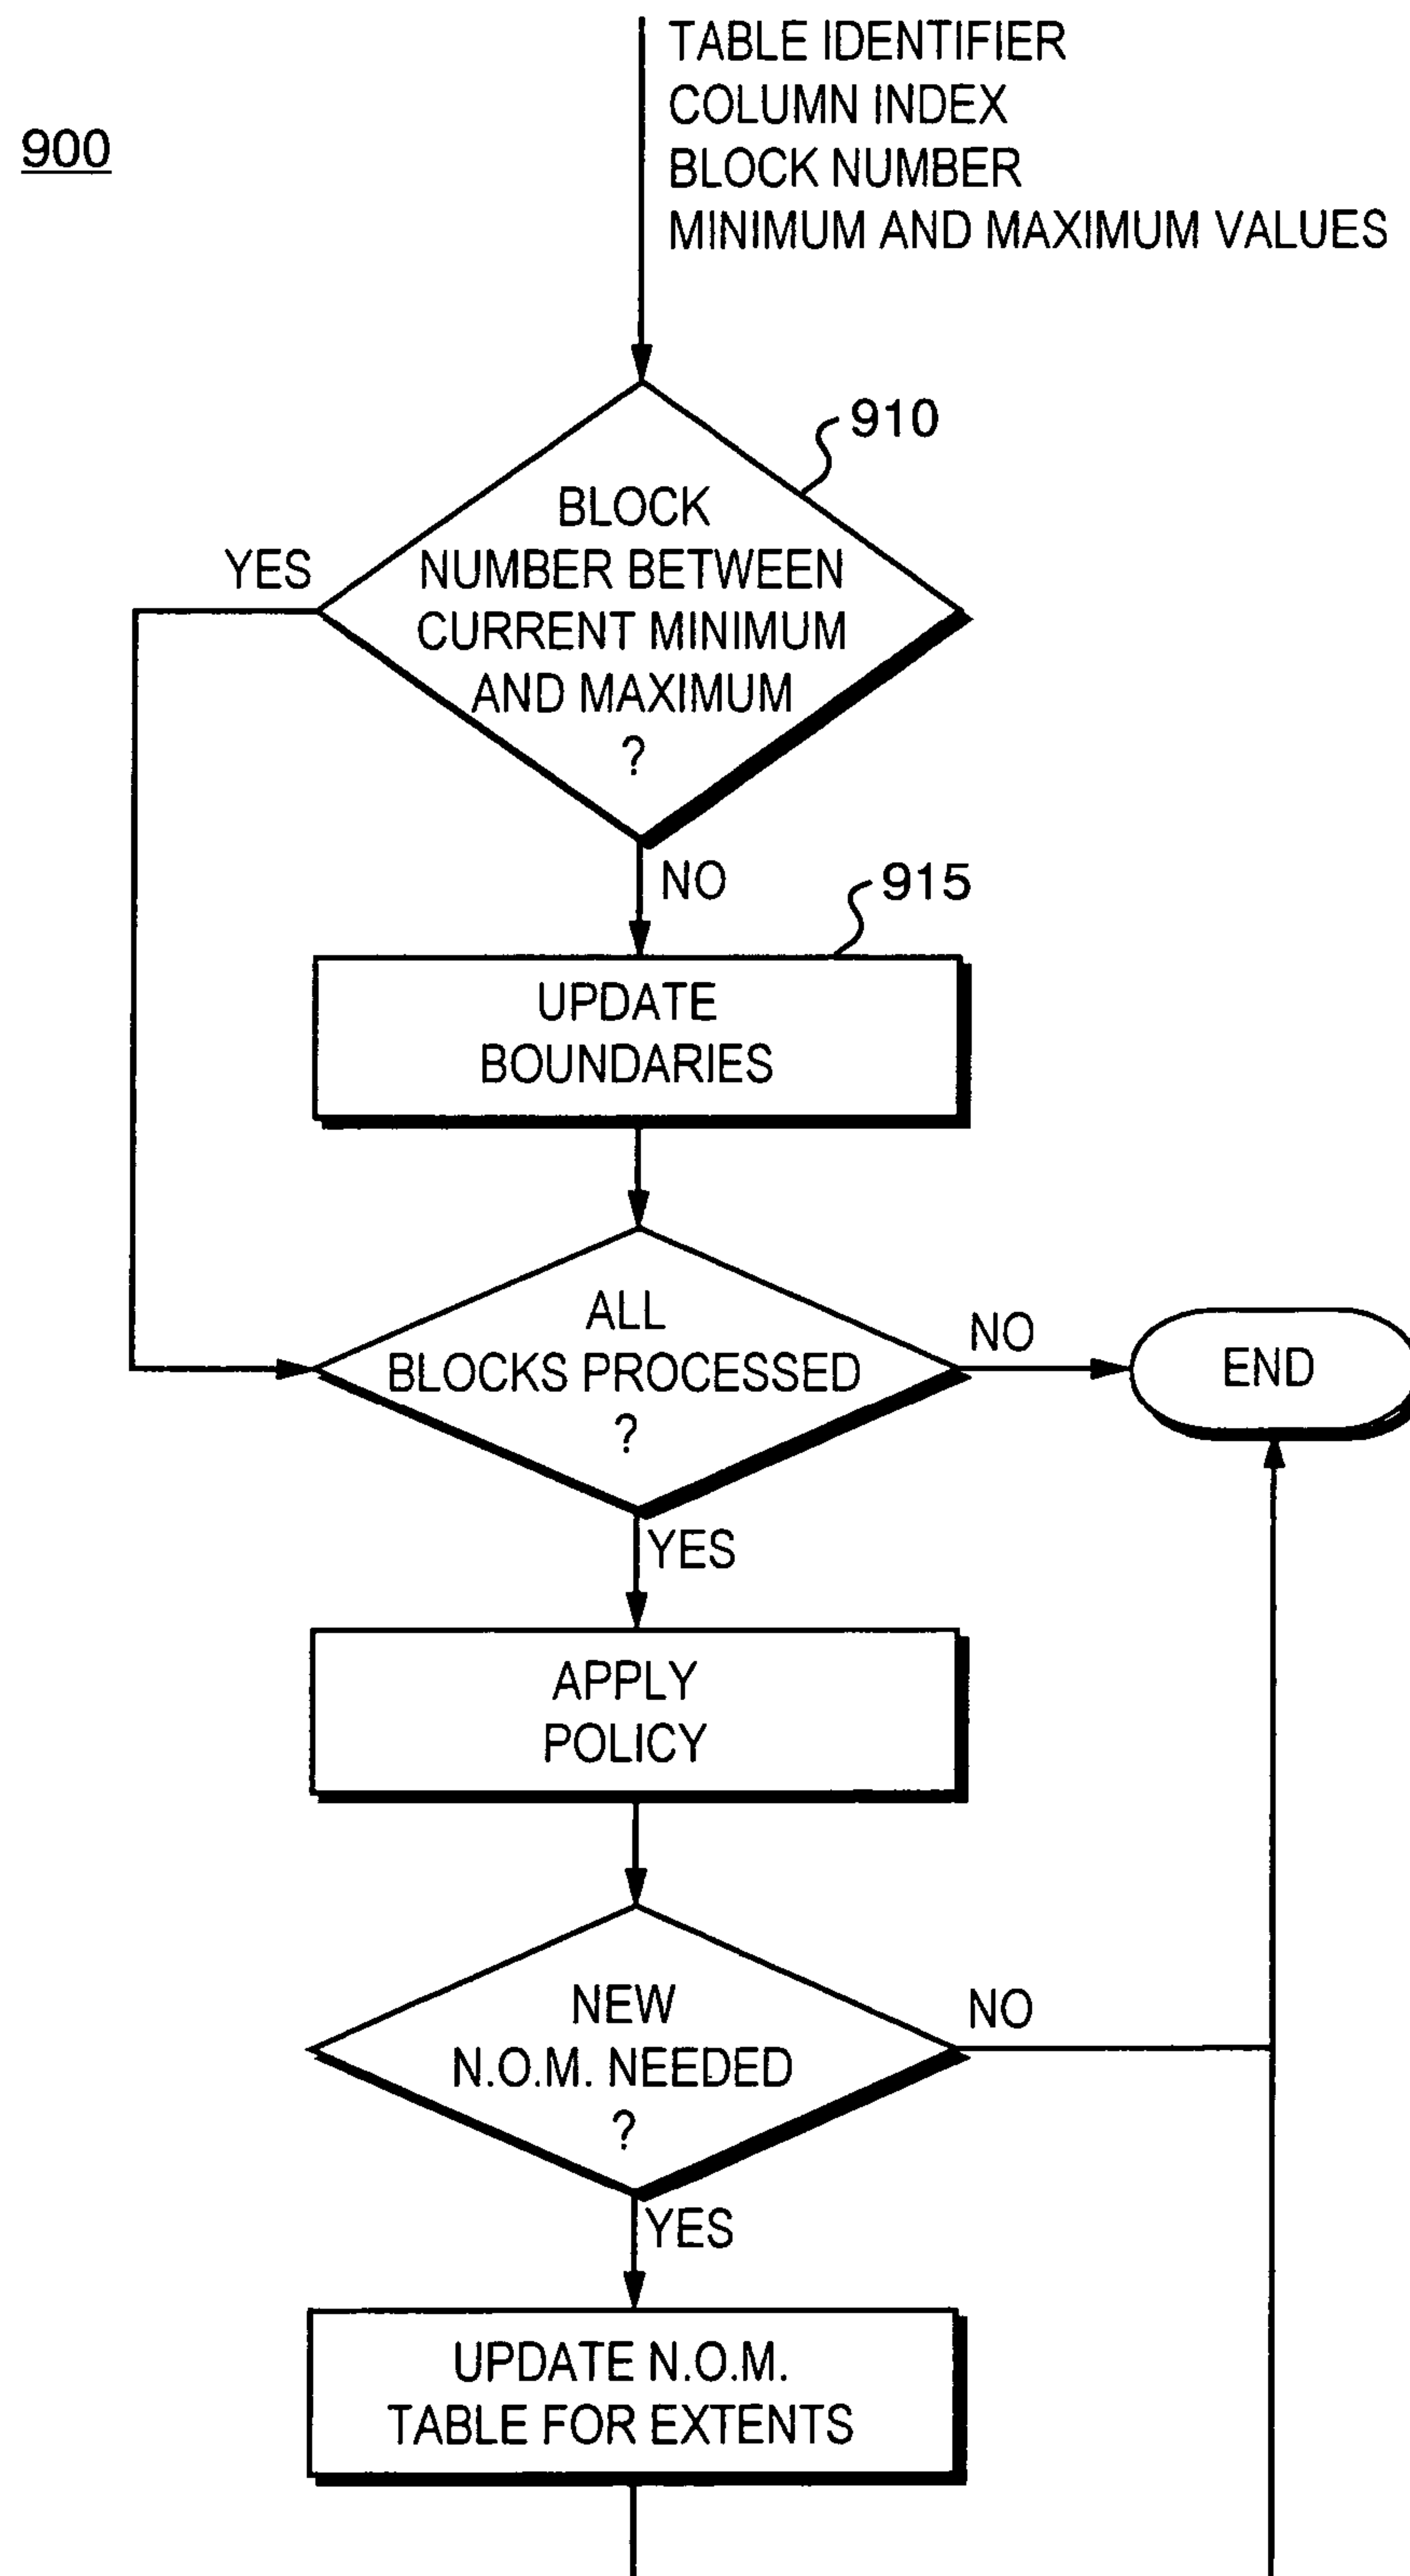 TABLE IDENTIFIER
COLUMN INDEX
BLOCK NUMBER
MINIMUM AND MAXIMUM VALUES
900
910
BLOCK
NUMBER BETWEEN
CURRENT MINIMUM
AND MAXIMUM
?
YES
NO
915
UPDATE
BOUNDARIES
ALL
BLOCKS PROCESSED
?
NO
END
YES
APPLY
POLICY
NEW
N.O.M. NEEDED
?
NO
YES
UPDATE N.O.M.
TABLE FOR EXTENTS